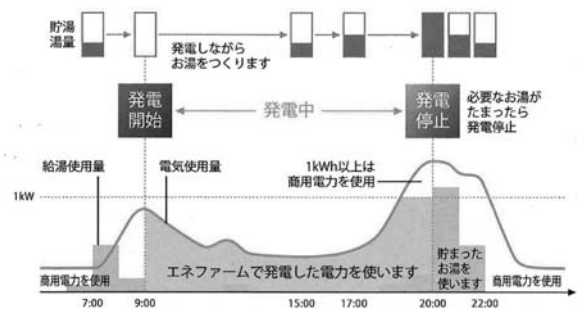 貯湯
湯量
発電しながら
お湯をつくります
発電
開始
発電中
発電
停止
必要なお湯が
たまったら
発電停止
給湯使用量
電気使用量
1kWh以上は
商用電力を使用
1kW
商用電力を使用
エネファームで発電した電力を使います
貯まった
お湯を
使います
商用電力を使用
7:00
9:00
15:00
17:00
20:00
22:00